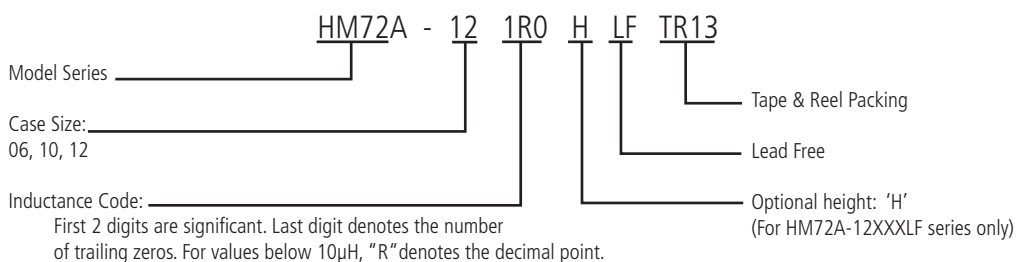 HM72A - 12 1R0 H LF TR13
Model Series
Tape & Reel Packing
Case Size:
06, 10, 12
Lead Free
Inductance Code:
First 2 digits are significant. Last digit denotes the number
of trailing zeros. For values below 10µH, "R"denotes the decimal point.
Optional height: 'H'
(For HM72A-12XXXLF series only)